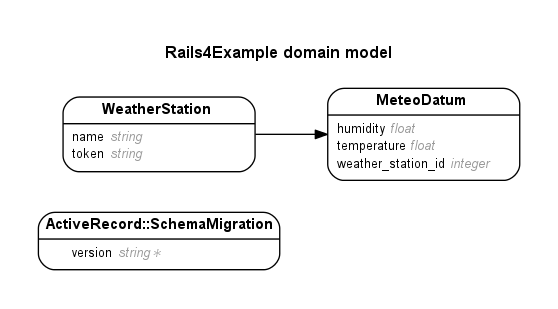 Rails4Example domain model
WeatherStation
name string
token string
MeteoDatum
humidity float
temperature float
weather_station_id integer
ActiveRecord::SchemaMigration
version string *